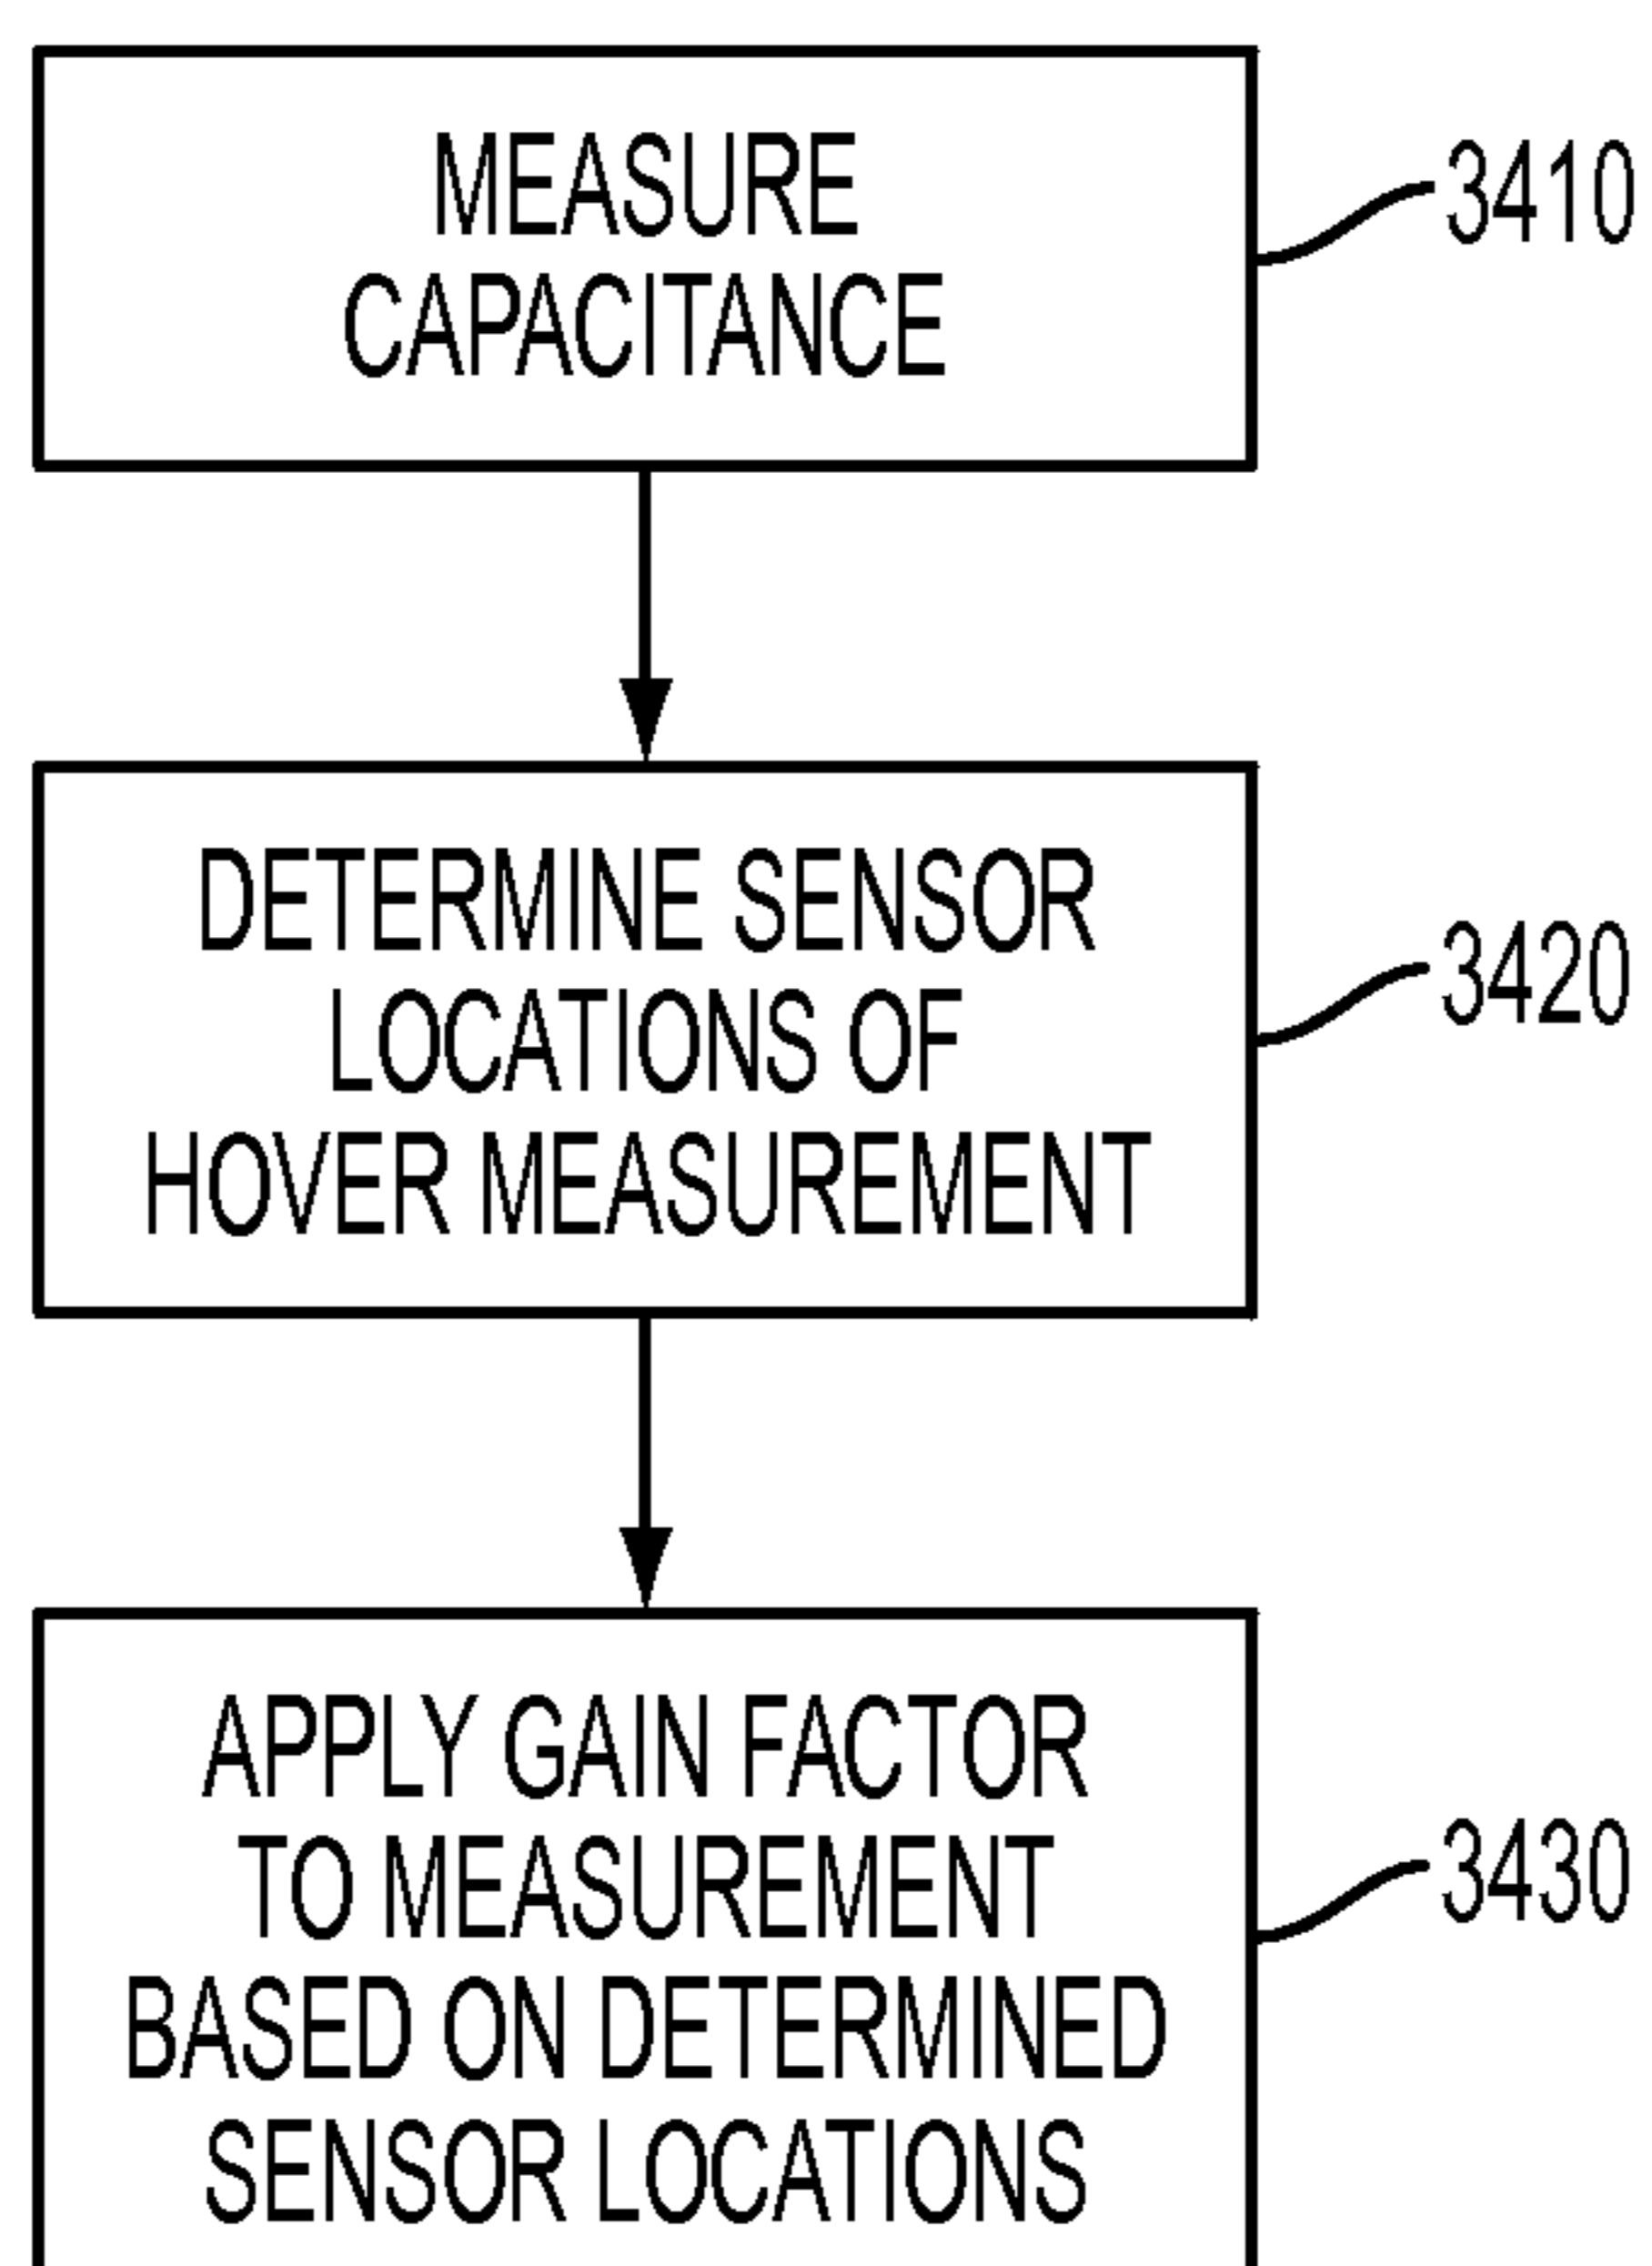 MEASURE
CAPACITANCE
3410
DETERMINE SENSOR
LOCATIONS OF
HOVER MEASUREMENT
3420
APPLY GAIN FACTOR
TO MEASUREMENT
BASED ON DETERMINED
SENSOR LOCATIONS
3430